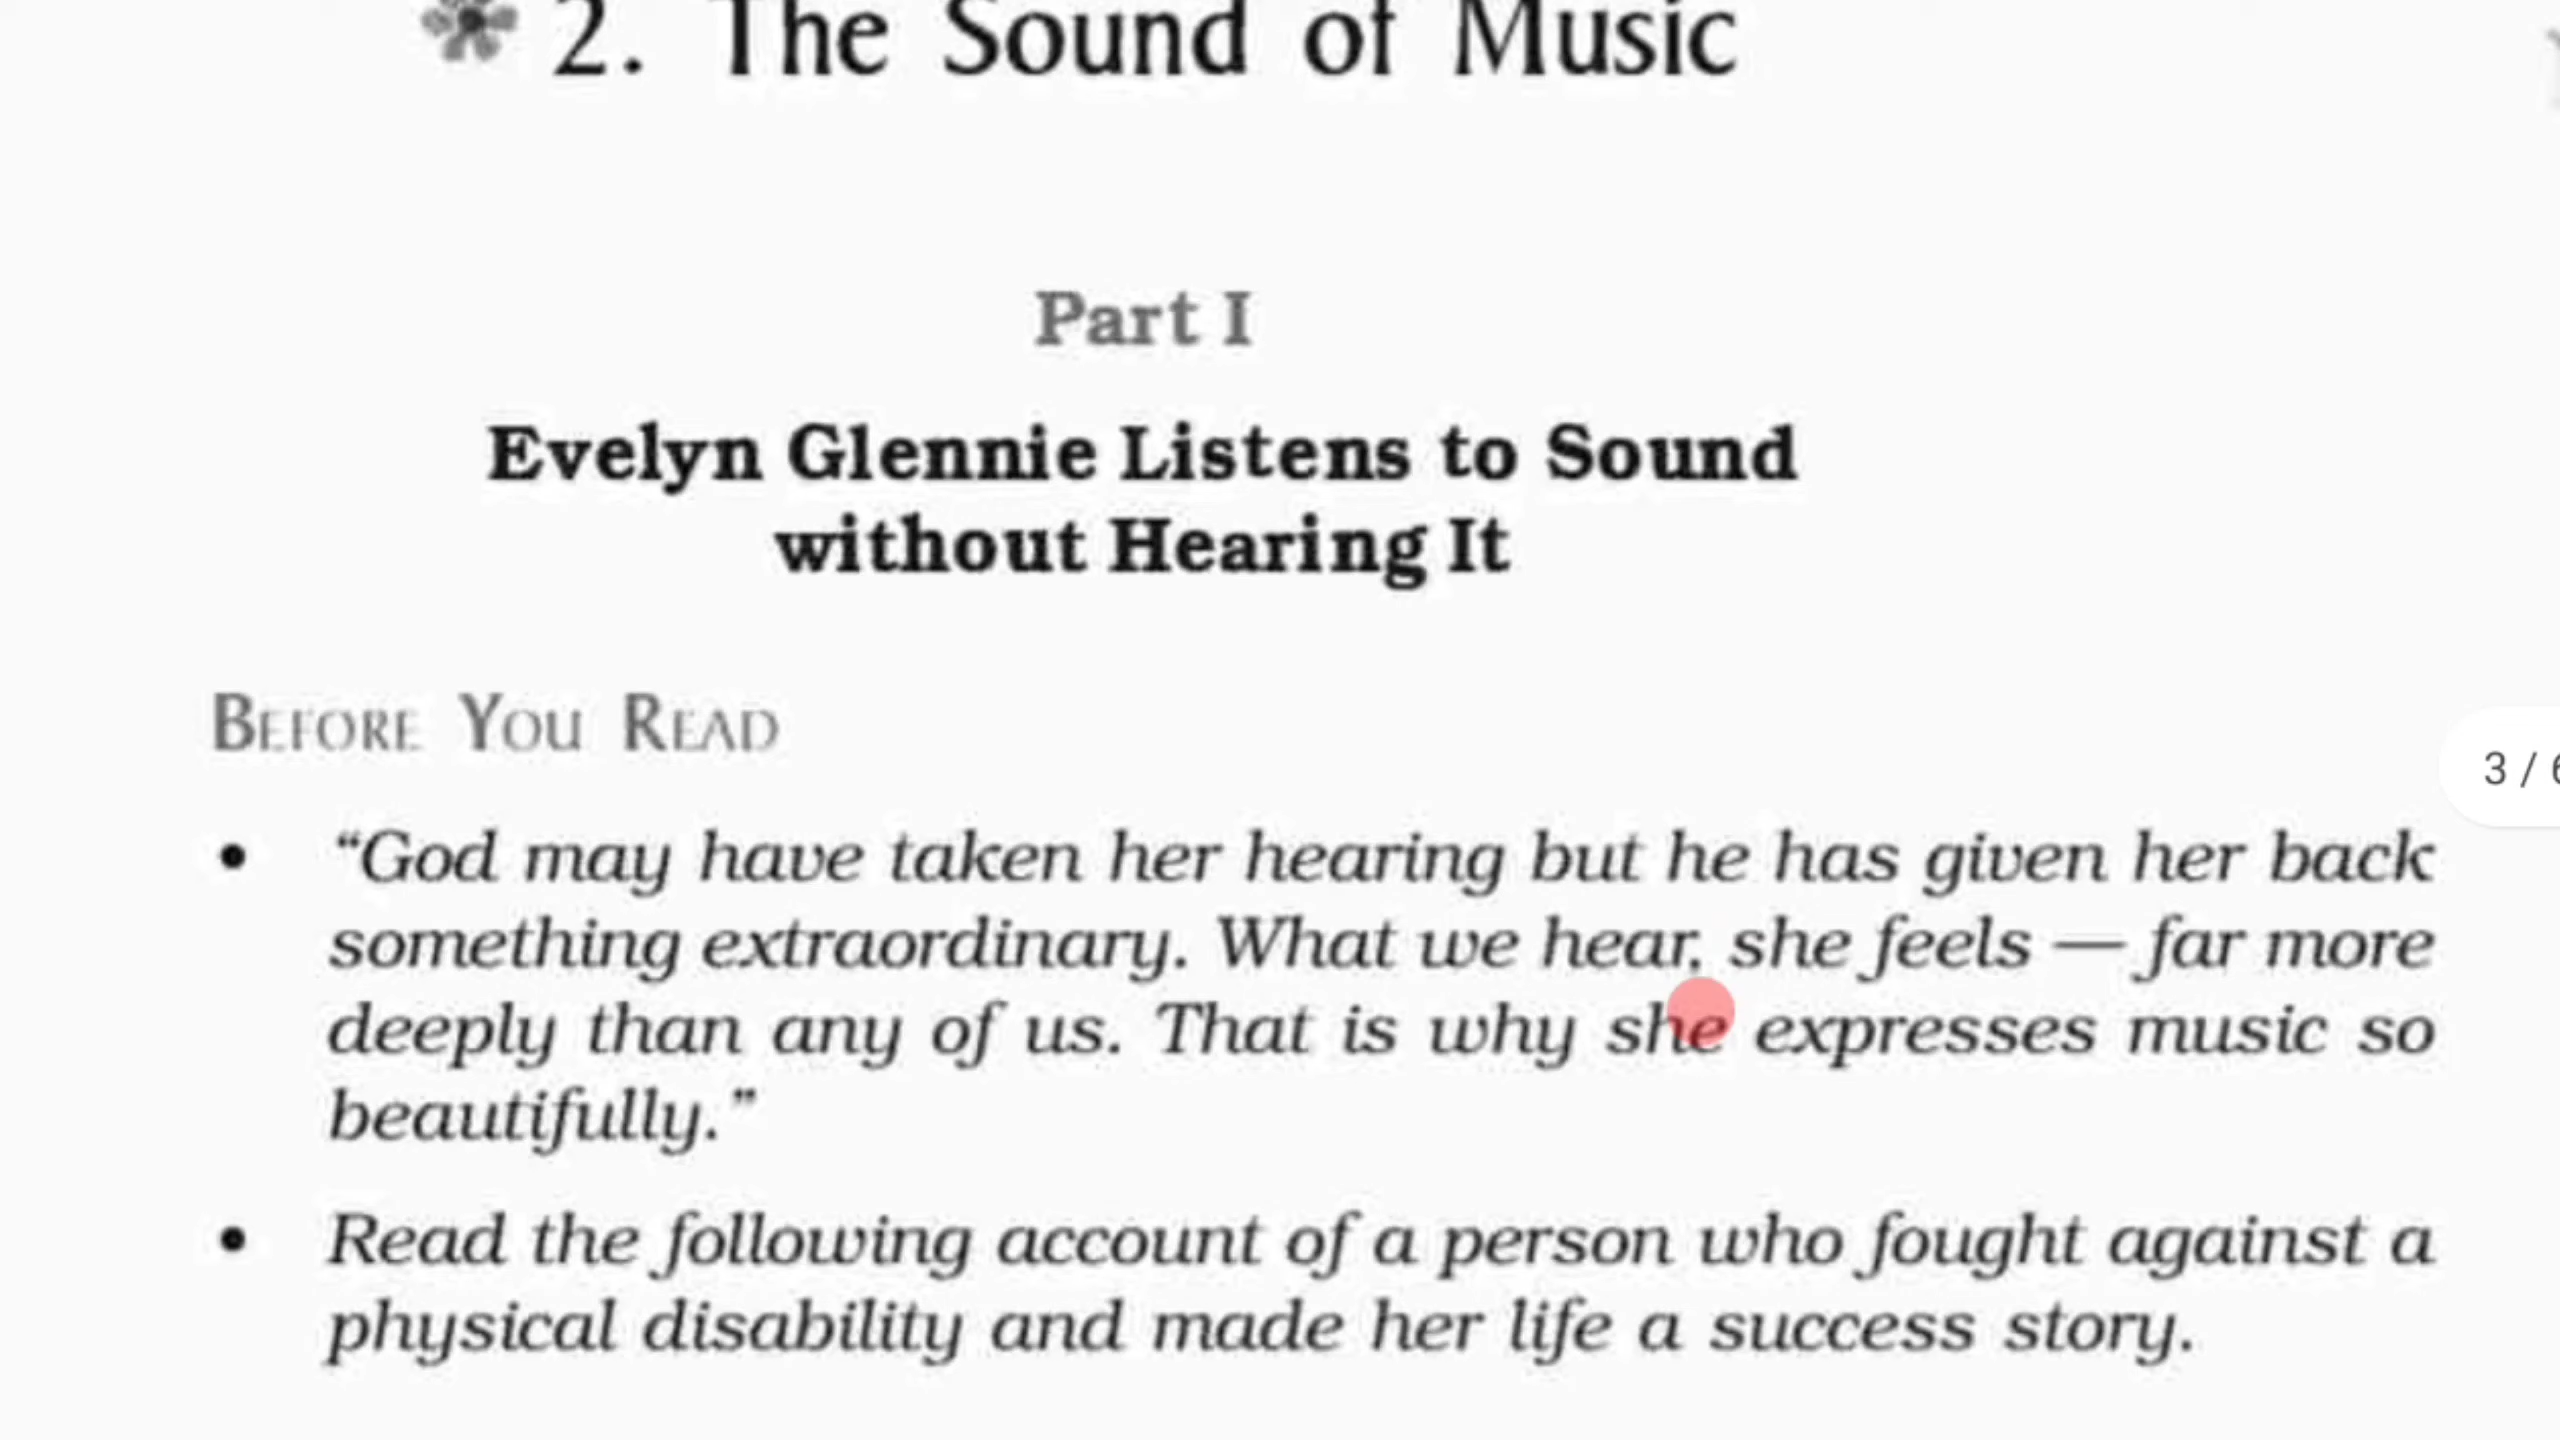 2. The Sound of Music
Part I
Evelyn Glennie Listens to Sound
without Hearing It
BEFORE YOU READ
• “God may have taken her hearing but he has given her back
something extraordinary. What we hear, she feels — far more
deeply than any of us. That is why she expresses music so
beautifully.”
• Read the following account of a person who fought against a
physical disability and made her life a success story.
3 /